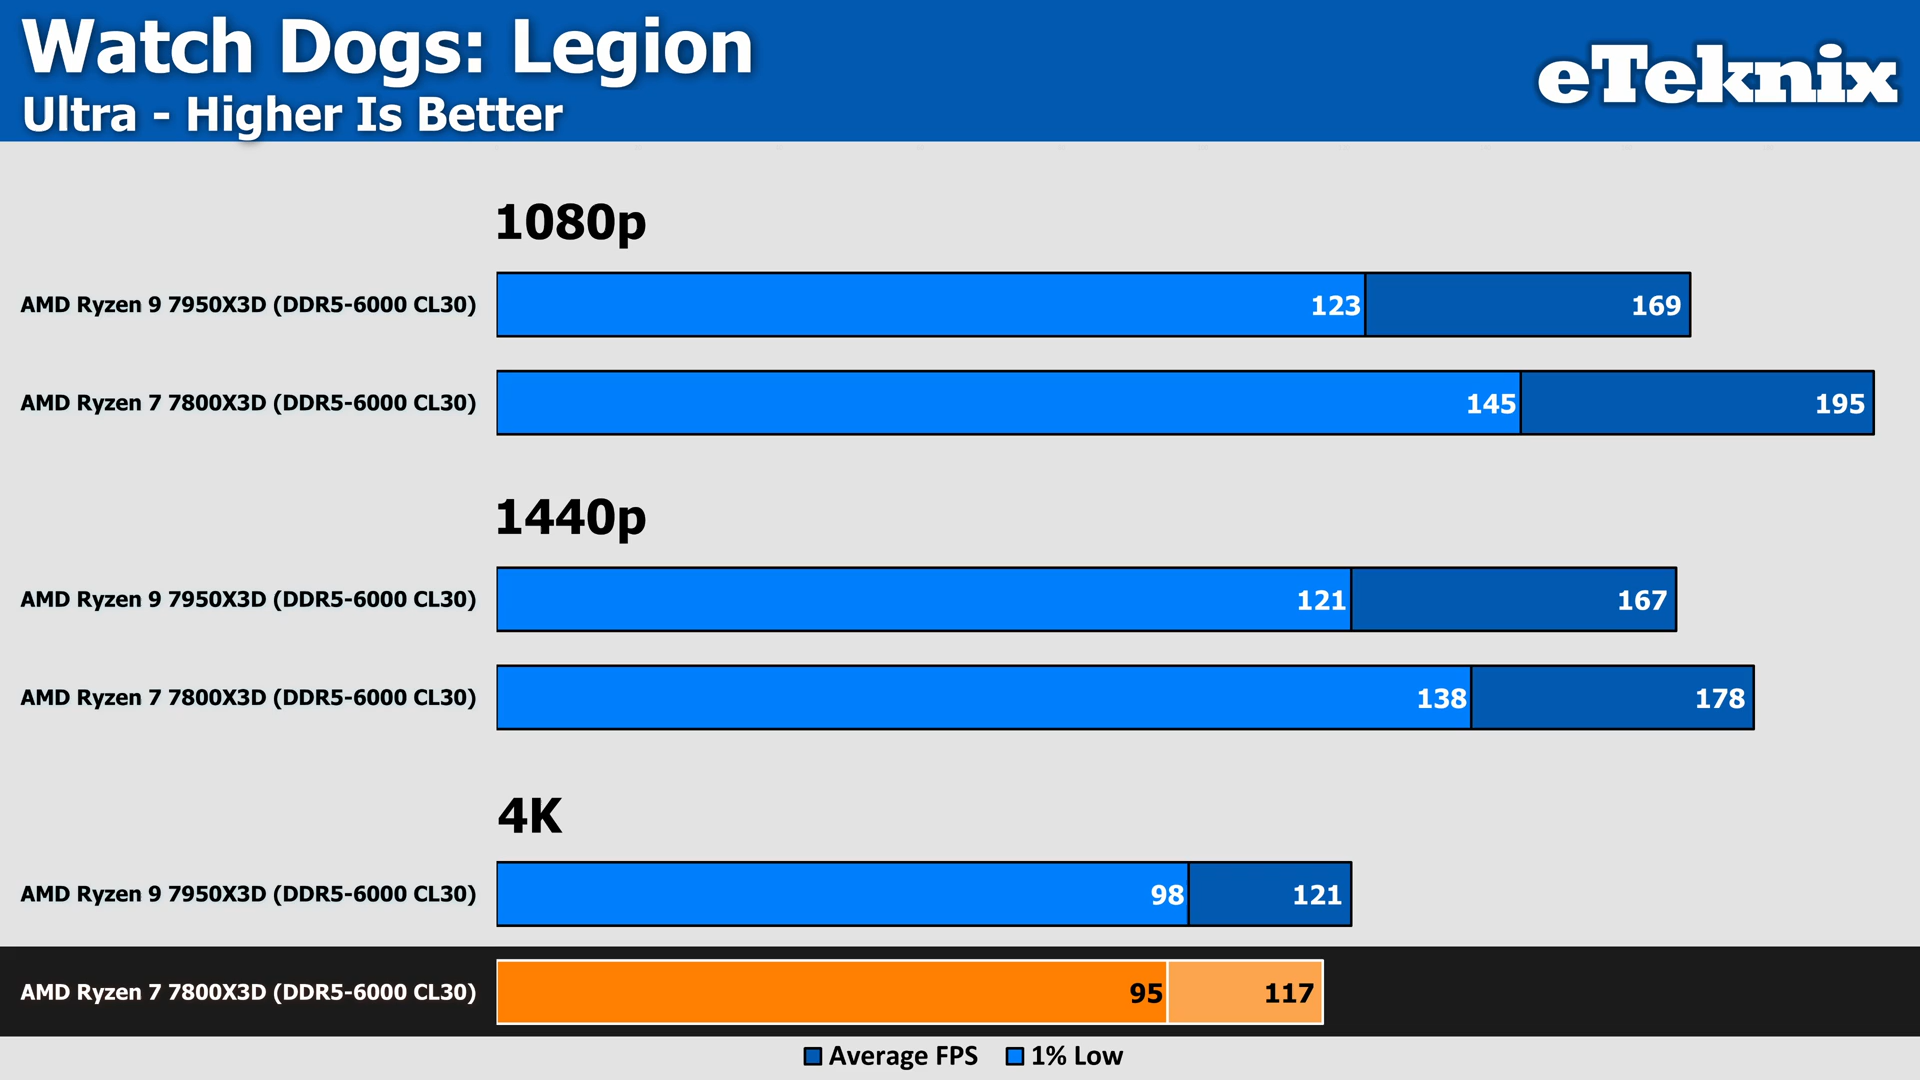 Watch Dogs: Legion
eTeknix
Ultra - Higher Is Better
1080p
AMD Ryzen 9 7950X3D (DDR5-6000 CL30) 123 169
AMD Ryzen 7 7800X3D (DDR5-6000 CL30) 145 195
1440p
AMD Ryzen 9 7950X3D (DDR5-6000 CL30) 121 167
AMD Ryzen 7 7800X3D (DDR5-6000 CL30) 138 178
4K
AMD Ryzen 9 7950X3D (DDR5-6000 CL30) 98 121
AMD Ryzen 7 7800X3D (DDR5-6000 CL30) 95 117
Average FPS 1% Low